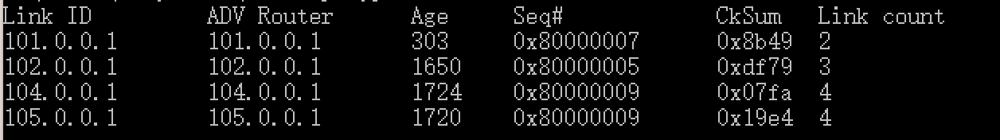 Link ID ADV Router Age Seq# CkSum Link count
101.0.0.1 101.0.0.1 303 0x80000007 0x8b49 2
102.0.0.1 102.0.0.1 1650 0x80000005 0xdf79 3
104.0.0.1 104.0.0.1 1724 0x80000009 0x07fa 4
105.0.0.1 105.0.0.1 1720 0x80000009 0x19e4 4